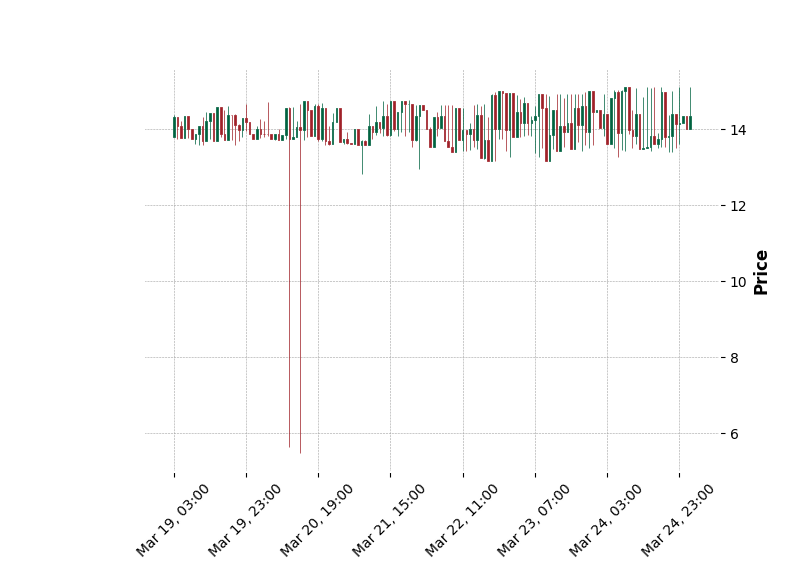 14
12
10
8
6
Price
Mar 19, 03:00
Mar 19, 23:00
Mar 20, 19:00
Mar 21, 15:00
Mar 22, 11:00
Mar 23, 07:00
Mar 24, 03:00
Mar 24, 23:00